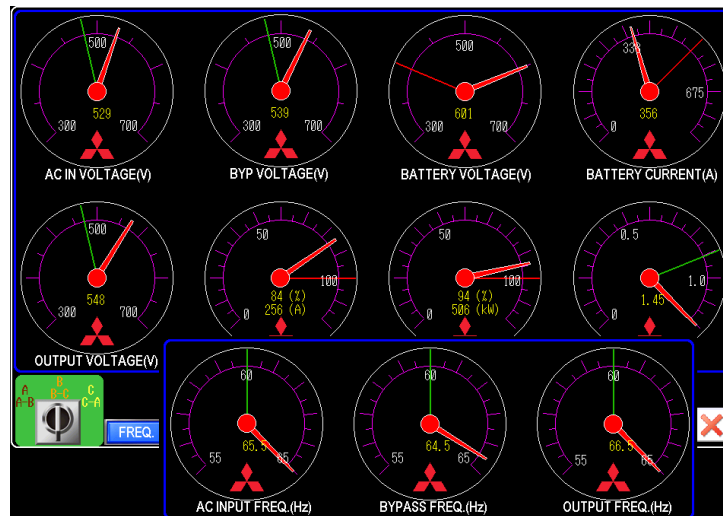 500
300
700
529
AC IN VOLTAGE(V)
500
300
700
539
BYP VOLTAGE(V)
500
300
700
601
BATTERY VOLTAGE(V)
338
675
0
356
BATTERY CURRENT(A)
500
300
700
548
OUTPUT VOLTAGE(V)
50
100
0
84 (%)
256 (A)
50
100
0
94 (%)
506 (kW)
0.5
1.0
0
1.45
A
A-B
B
B-C
C
C-A
FREQ.
60
55
65
65.5
AC INPUT FREQ.(Hz)
60
55
65
64.5
BYPASS FREQ.(Hz)
60
55
65
66.5
OUTPUT FREQ.(Hz)